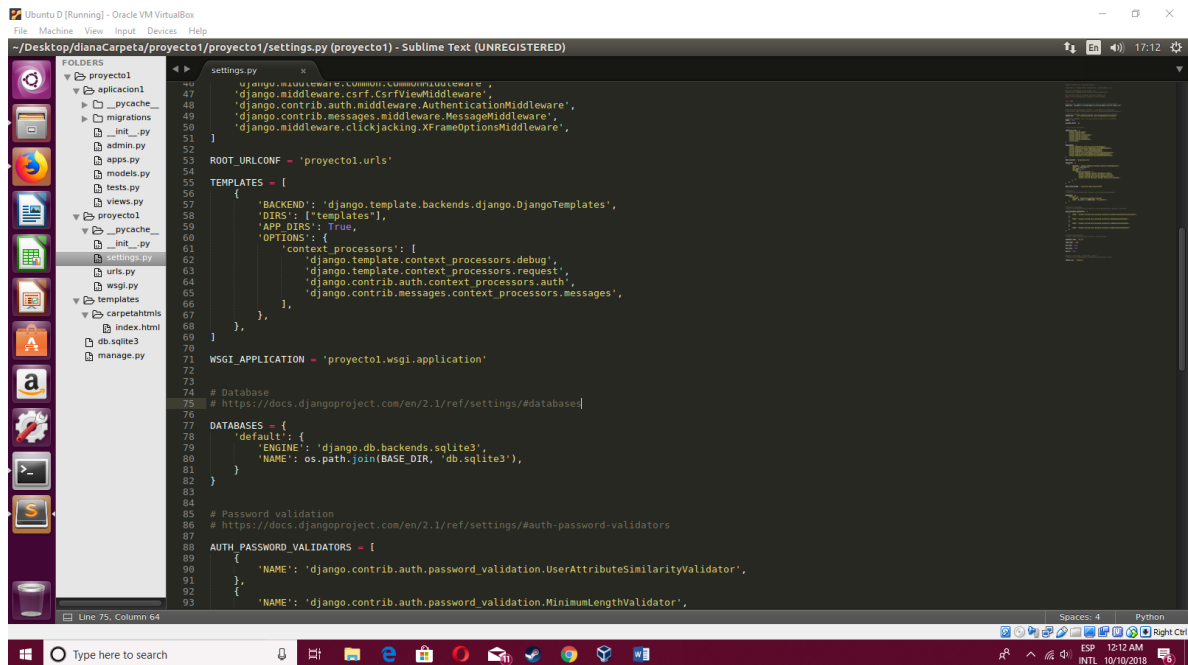 Ubuntu D [Running] - Oracle VM VirtualBox
File Machine View Input Devices Help
~/Desktop/dianaCarpeta/proyecto1/proyecto1/settings.py (proyecto1) - Sublime Text (UNREGISTERED)
En 17:12
FOLDERS
proyecto1
aplicacion1
__pycache__
migrations
__init__.py
admin.py
apps.py
models.py
tests.py
views.py
proyecto1
__pycache__
__init__.py
settings.py
urls.py
wsgi.py
templates
carpetahtmls
index.html
db.sqlite3
manage.py
settings.py ×
46 'django.middleware.common.CommonMiddleware',
47 'django.middleware.csrf.CsrfViewMiddleware',
48 'django.contrib.auth.middleware.AuthenticationMiddleware',
49 'django.contrib.messages.middleware.MessageMiddleware',
50 'django.middleware.clickjacking.XFrameOptionsMiddleware',
51 ]
52
53 ROOT_URLCONF = 'proyecto1.urls'
54
55 TEMPLATES = [
56 {
57 'BACKEND': 'django.template.backends.django.DjangoTemplates',
58 'DIRS': ["templates"],
59 'APP_DIRS': True,
60 'OPTIONS': {
61 'context_processors': [
62 'django.template.context_processors.debug',
63 'django.template.context_processors.request',
64 'django.contrib.auth.context_processors.auth',
65 'django.contrib.messages.context_processors.messages',
66 ],
67 },
68 },
69 ]
70
71 WSGI_APPLICATION = 'proyecto1.wsgi.application'
72
73
74 # Database
75 # https://docs.djangoproject.com/en/2.1/ref/settings/#databases
76
77 DATABASES = {
78 'default': {
79 'ENGINE': 'django.db.backends.sqlite3',
80 'NAME': os.path.join(BASE_DIR, 'db.sqlite3'),
81 }
82 }
83
84
85 # Password validation
86 # https://docs.djangoproject.com/en/2.1/ref/settings/#auth-password-validators
87
88 AUTH_PASSWORD_VALIDATORS = [
89 {
90 'NAME': 'django.contrib.auth.password_validation.UserAttributeSimilarityValidator',
91 },
92 {
93 'NAME': 'django.contrib.auth.password_validation.MinimumLengthValidator',
Line 75, Column 64
Spaces: 4 Python
Right Ctrl
Type here to search
ESP
INTL
12:12 AM
10/10/2018